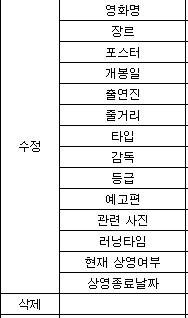 영화명
장르
포스터
개봉일
출연진
줄거리
수정
타입
감독
등급
예고편
관련 사진
러닝타임
현재 상영여부
상영종료날짜
삭제